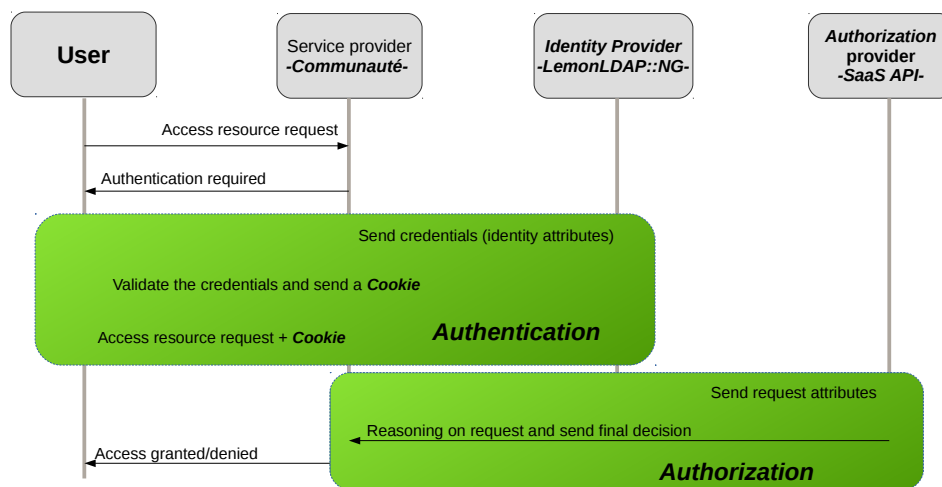 User
Service provider
-Communauté-
Identity Provider
-LemonLDAP::NG-
Authorization
provider
-SaaS API-
Access resource request
Authentication required
Send credentials (identity attributes)
Validate the credentials and send a Cookie
Access resource request + Cookie
Authentication
Send request attributes
Reasoning on request and send final decision
Access granted/denied
Authorization